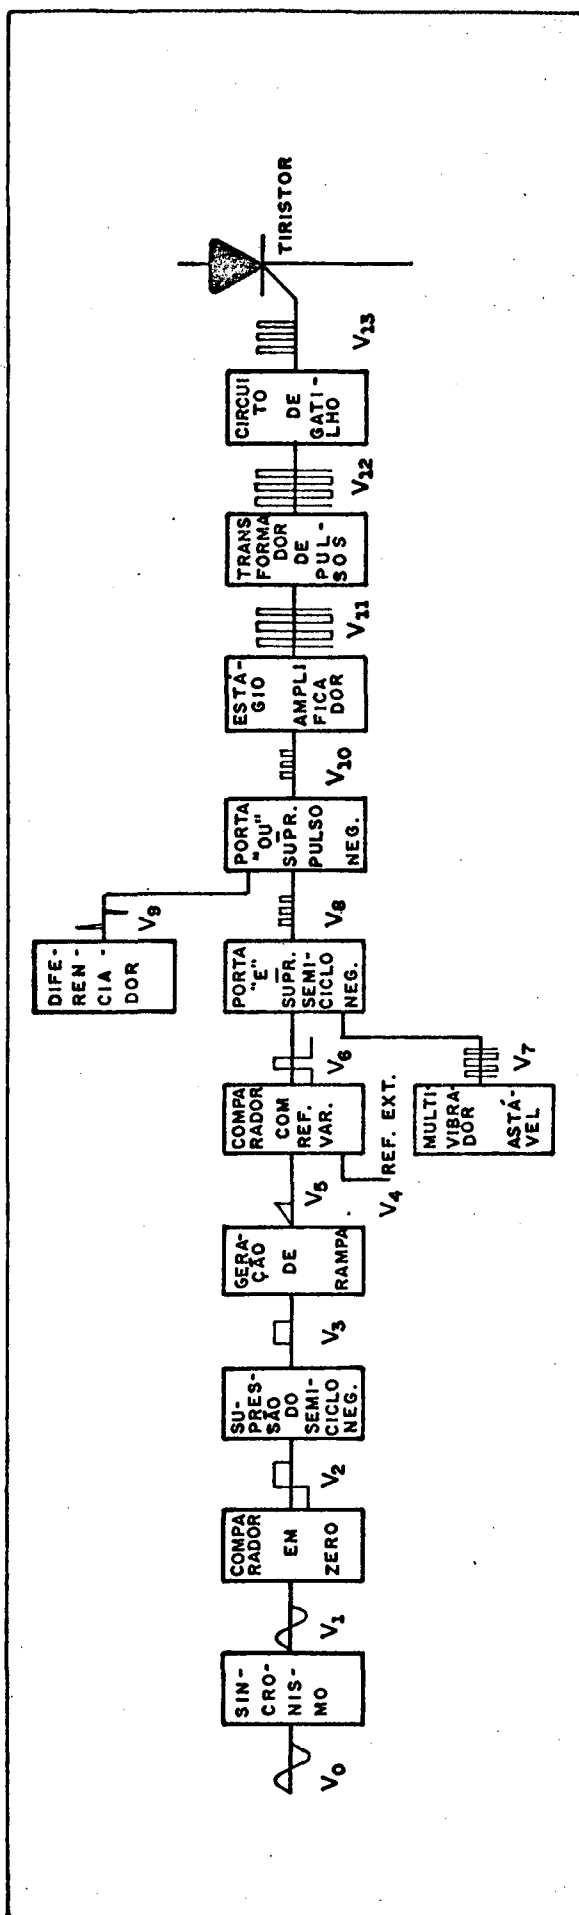 V0
SIN-
CRO-
NIS-
MO
V1
COMPA
RADOR
EM
ZERO
V2
SU-
PRES-
SÃO
DO
SEMI-
CICLO
NEG.
V3
GERA-
ÇÃO
DE
RAMPA
V5
V4
REF. EXT.
COMPA
RADOR
COM
REF.
VAR.
V6
MULTI-
VIBRA-
DOR
ASTÁ-
VEL
V7
PORTA
"E"
SUPR.
SEMI-
CICLO
NEG.
V8
DIFE-
REN-
CIA-
DOR
V9
PORTA
"OU"
SUPR.
PULSO
NEG.
V10
ESTÁ-
GIO
AMPLI
FICA
DOR
V11
TRANS
FORMA
DOR
DE
PUL-
SOS
V12
CIRCUI
TO
DE
GATI-
LHO
V13
TIRISTOR